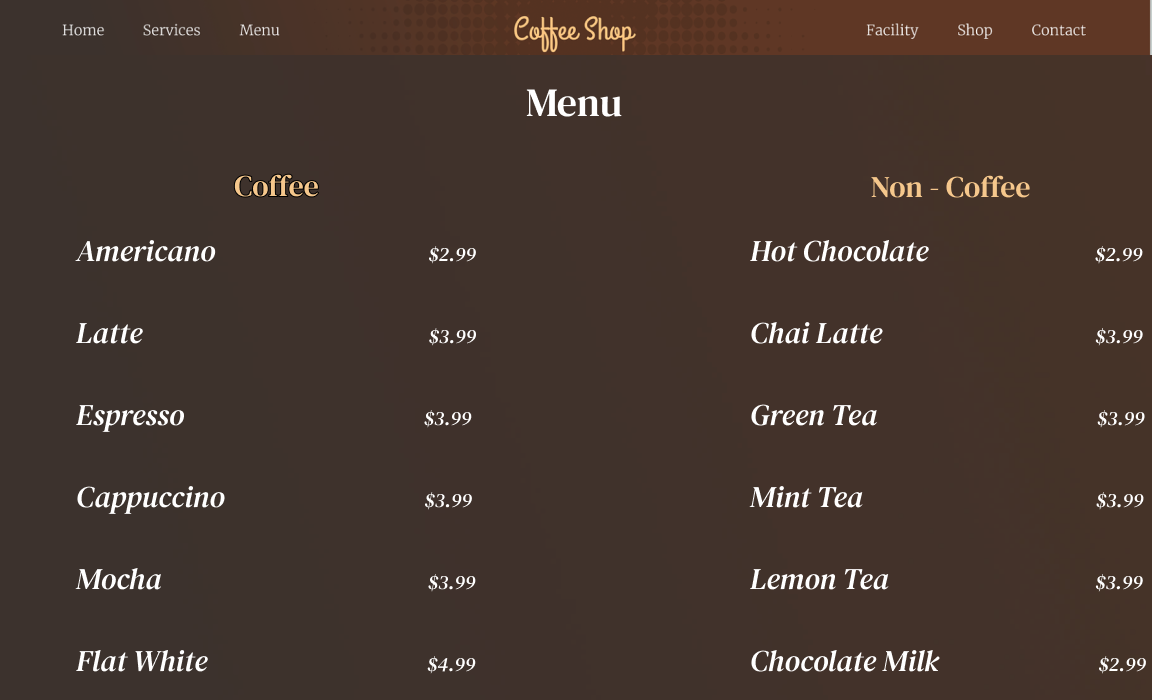 Home Services Menu Coffee Shop Facility Shop Contact
Menu
Coffee
Americano $2.99
Latte $3.99
Espresso $3.99
Cappuccino $3.99
Mocha $3.99
Flat White $4.99
Non - Coffee
Hot Chocolate $2.99
Chai Latte $3.99
Green Tea $3.99
Mint Tea $3.99
Lemon Tea $3.99
Chocolate Milk $2.99